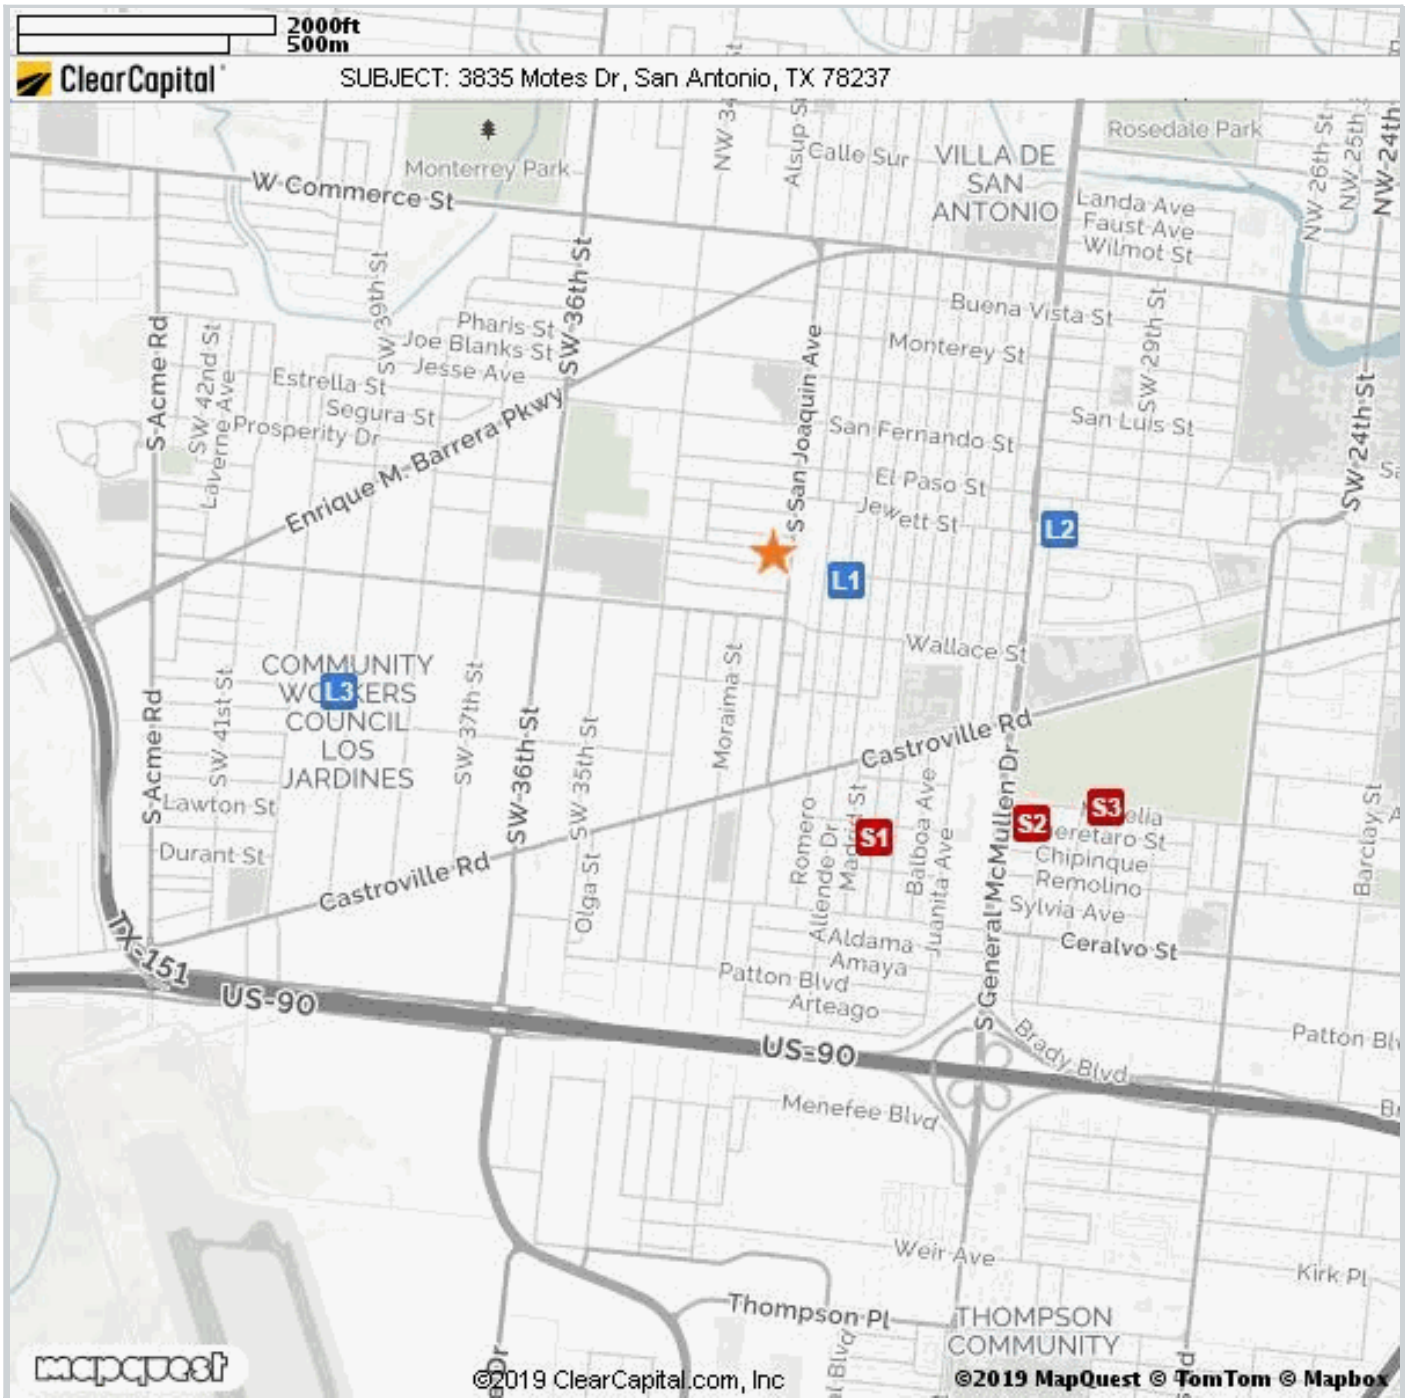 2000ft
500m
ClearCapital
SUBJECT: 3835 Motes Dr, San Antonio, TX 78237
Monterrey Park
W Commerce St
NW 34
St
Alsup St
Calle Sur
VILLA DE
SAN
ANTONIO
Rosedale Park
NW 26th St
NW 25th S
NW 24th
Landa Ave
Faust Ave
Wilmot St
SW 39th St
SW 36th St
Pharis St
Joe Blanks St
Jesse Ave
Estrella St
Segura St
Prosperity Dr
S Acme Rd
SW 42nd St
Laverne Ave
Enrique M. Barrera Pkwy
Buena Vista St
Monterey St
SW 29th St
San Luis St
S San Joaquin Ave
San Fernando St
El Paso St
Jewett St
SW 24th St
Sa
L1
L2
Wallace St
COMMUNITY
WORKERS
COUNCIL
LOS
JARDINES
L3
S Acme Rd
SW 41st St
SW 37th St
SW 36th St
SW 35th St
Moraima St
Castroville Rd
S General McMullen Dr
Lawton St
Durant St
Castroville Rd
Olga St
Romero
Allende Dr
Madrid St
S1
Balboa Ave
Juanita Ave
S2
S3
elia
ueretaro St
Chipinque
Remolino
Sylvia Ave
Ceralvo St
Barclay St
A
Aldama
Amaya
Patton Blvd
Arteago
TX-151
US-90
US-90
Brady Blvd
Patton Blv
Br
Menefee Blvd
Weir Ave
Kirk Pl
Thompson Pl
THOMPSON
COMMUNITY
Dr
l Blvd
d
mapquest
©2019 ClearCapital.com, Inc
©2019 MapQuest © TomTom © Mapbox